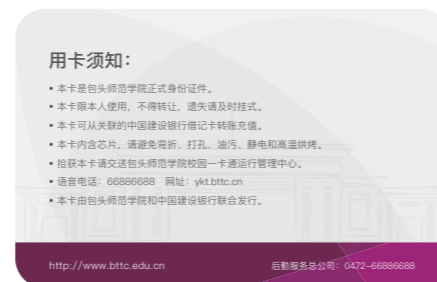 用卡须知：
• 本卡是包头师范学院正式身份证件。
• 本卡限本人使用，不得转让，遗失请及时挂式。
• 本卡可从关联的中国建设银行借记卡转账充值。
• 本卡内含芯片，请避免弯折、打孔、油污、静电和高温烘烤。
• 拾获本卡请交送包头师范学院校园一卡通运行管理中心。
• 语音电话：66886688 网址：ykt.bttc.cn
• 本卡由包头师范学院和中国建设银行联合发行。
http://www.bttc.edu.cn
后勤服务总公司：0472-66886688